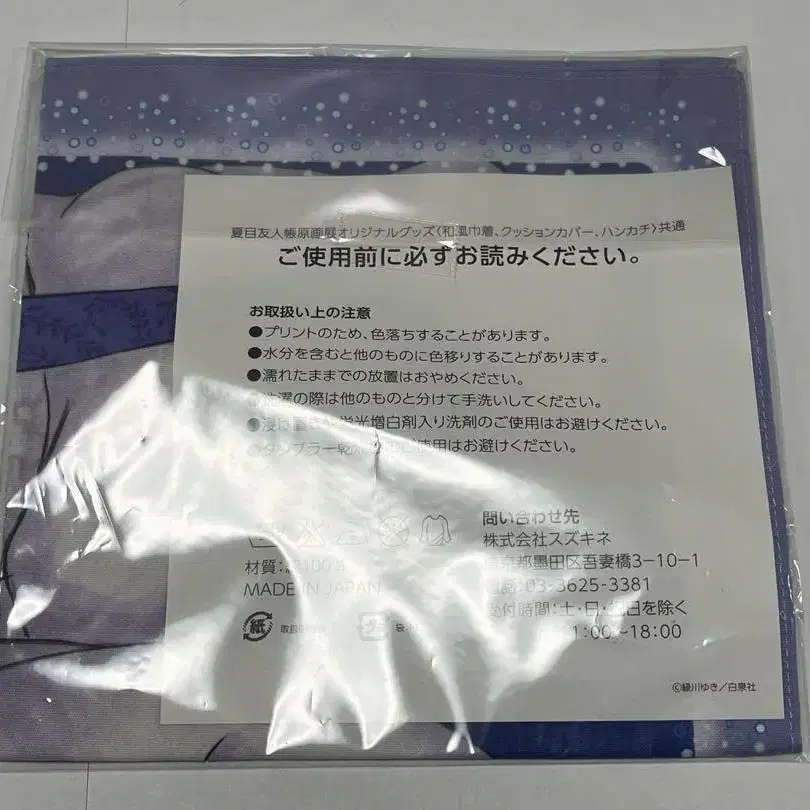 夏目友人帳原画展オリジナルグッズ〈和風巾着、クッションカバー、ハンカチ〉共通
ご使用前に必ずお読みください。
お取扱い上の注意
●プリントのため、色落ちすることがあります。
●水分を含むと他のものに色移りすることがあります。
●濡れたままでの放置はおやめください。
の際は他のものと分けて手洗いしてください。
光増白剤入り洗剤のご使用はお避けください。
使用はお避けください。
問い合わせ先
株式会社スズキネ
都墨田区吾妻橋3-10-1
03-3625-3381
受付時間:土・日・祝日を除く
1:00~18:00
材質:
100%
MADE IN JAPAN
紙
©緑川ゆき/白泉社